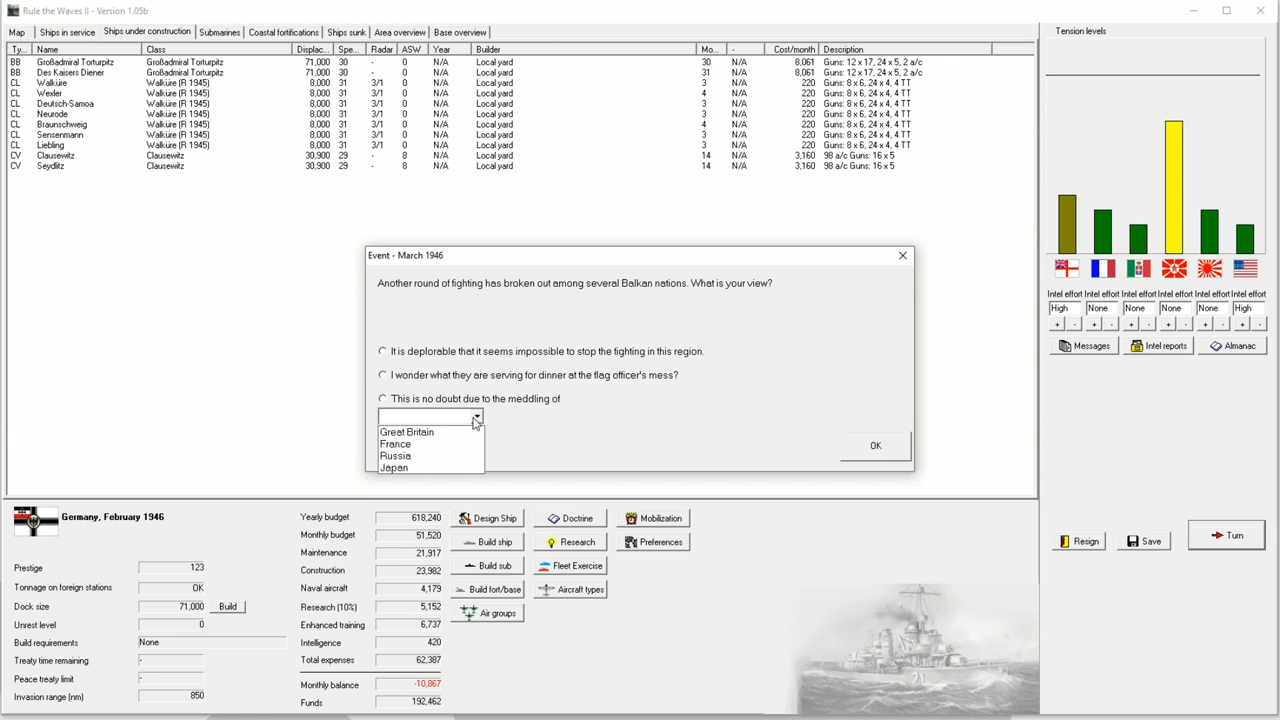 Rule the Waves II - Version 1.05b
Map Ships in service Ships under construction Submarines Coastal fortifications Ships sunk Area overview Base overview
Ty... Name Class Displac... Spe... Radar ASW Year Builder Mo... - Cost/month Description
BB Großadmiral Torturpitz Großadmiral Torturpitz 71,000 30 - 0 N/A Local yard 30 N/A 8,061 Guns: 12 x 17, 24 x 5, 2 a/c
BB Des Kaisers Diener Großadmiral Torturpitz 71,000 30 - 0 N/A Local yard 31 N/A 8,061 Guns: 12 x 17, 24 x 5, 2 a/c
CL Walküre Walküre (R 1945) 8,000 31 3/1 0 N/A Local yard 3 N/A 220 Guns: 8 x 6, 24 x 4, 4 TT
CL Wexler Walküre (R 1945) 8,000 31 3/1 0 N/A Local yard 4 N/A 220 Guns: 8 x 6, 24 x 4, 4 TT
CL Deutsch-Samoa Walküre (R 1945) 8,000 31 3/1 0 N/A Local yard 3 N/A 220 Guns: 8 x 6, 24 x 4, 4 TT
CL Neurode Walküre (R 1945) 8,000 31 3/1 0 N/A Local yard 3 N/A 220 Guns: 8 x 6, 24 x 4, 4 TT
CL Braunschweig Walküre (R 1945) 8,000 31 3/1 0 N/A Local yard 4 N/A 220 Guns: 8 x 6, 24 x 4, 4 TT
CL Sensenmann Walküre (R 1945) 8,000 31 3/1 0 N/A Local yard 3 N/A 220 Guns: 8 x 6, 24 x 4, 4 TT
CL Liebling Walküre (R 1945) 8,000 31 3/1 0 N/A Local yard 3 N/A 220 Guns: 8 x 6, 24 x 4, 4 TT
CV Clausewitz Clausewitz 30,900 29 - 8 N/A Local yard 14 N/A 3,160 98 a/c Guns: 16 x 5
CV Seydlitz Clausewitz 30,900 29 - 8 N/A Local yard 14 N/A 3,160 98 a/c Guns: 16 x 5
Tension levels
Intel effort Intel effort Intel effort Intel effort Intel effort Intel effort
High None None None None High
+ - + - + - + - + - + -
Messages Intel reports Almanac
Event - March 1946
Another round of fighting has broken out among several Balkan nations. What is your view?
It is deplorable that it seems impossible to stop the fighting in this region.
I wonder what they are serving for dinner at the flag officer's mess?
This is no doubt due to the meddling of
Great Britain
France
Russia
Japan
OK
Germany, February 1946
Prestige 123
Tonnage on foreign stations OK
Dock size 71,000 Build
Unrest level 0
Build requirements None
Treaty time remaining -
Peace treaty limit -
Invasion range (nm) 850
Yearly budget 618,240
Monthly budget 51,520
Maintenance 21,917
Construction 23,982
Naval aircraft 4,179
Research (10%) 5,152
Enhanced training 6,737
Intelligence 420
Total expenses 62,387
Monthly balance -10,867
Funds 192,462
Design Ship Doctrine Mobilization
Build ship Research Preferences
Build sub Fleet Exercise
Build fort/base Aircraft types
Air groups
Resign Save Turn